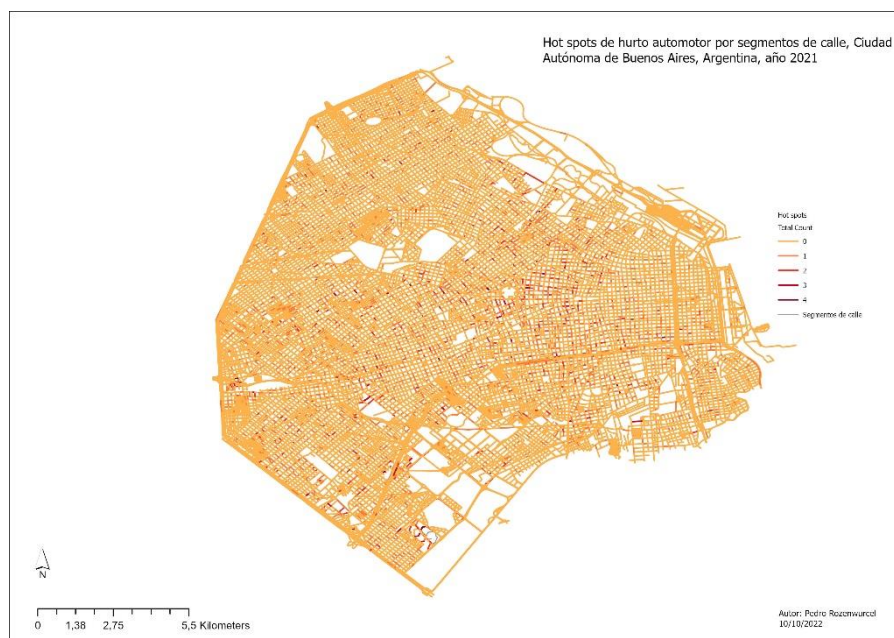 Hot spots de hurto automotor por segmentos de calle, Ciudad
Autónoma de Buenos Aires, Argentina, año 2021
Hot spots
Total Count
0
1
2
3
4
Segmentos de calle
N
0 1,38 2,75 5,5 Kilometers
Autor: Pedro Rozenwurcel
10/10/2022